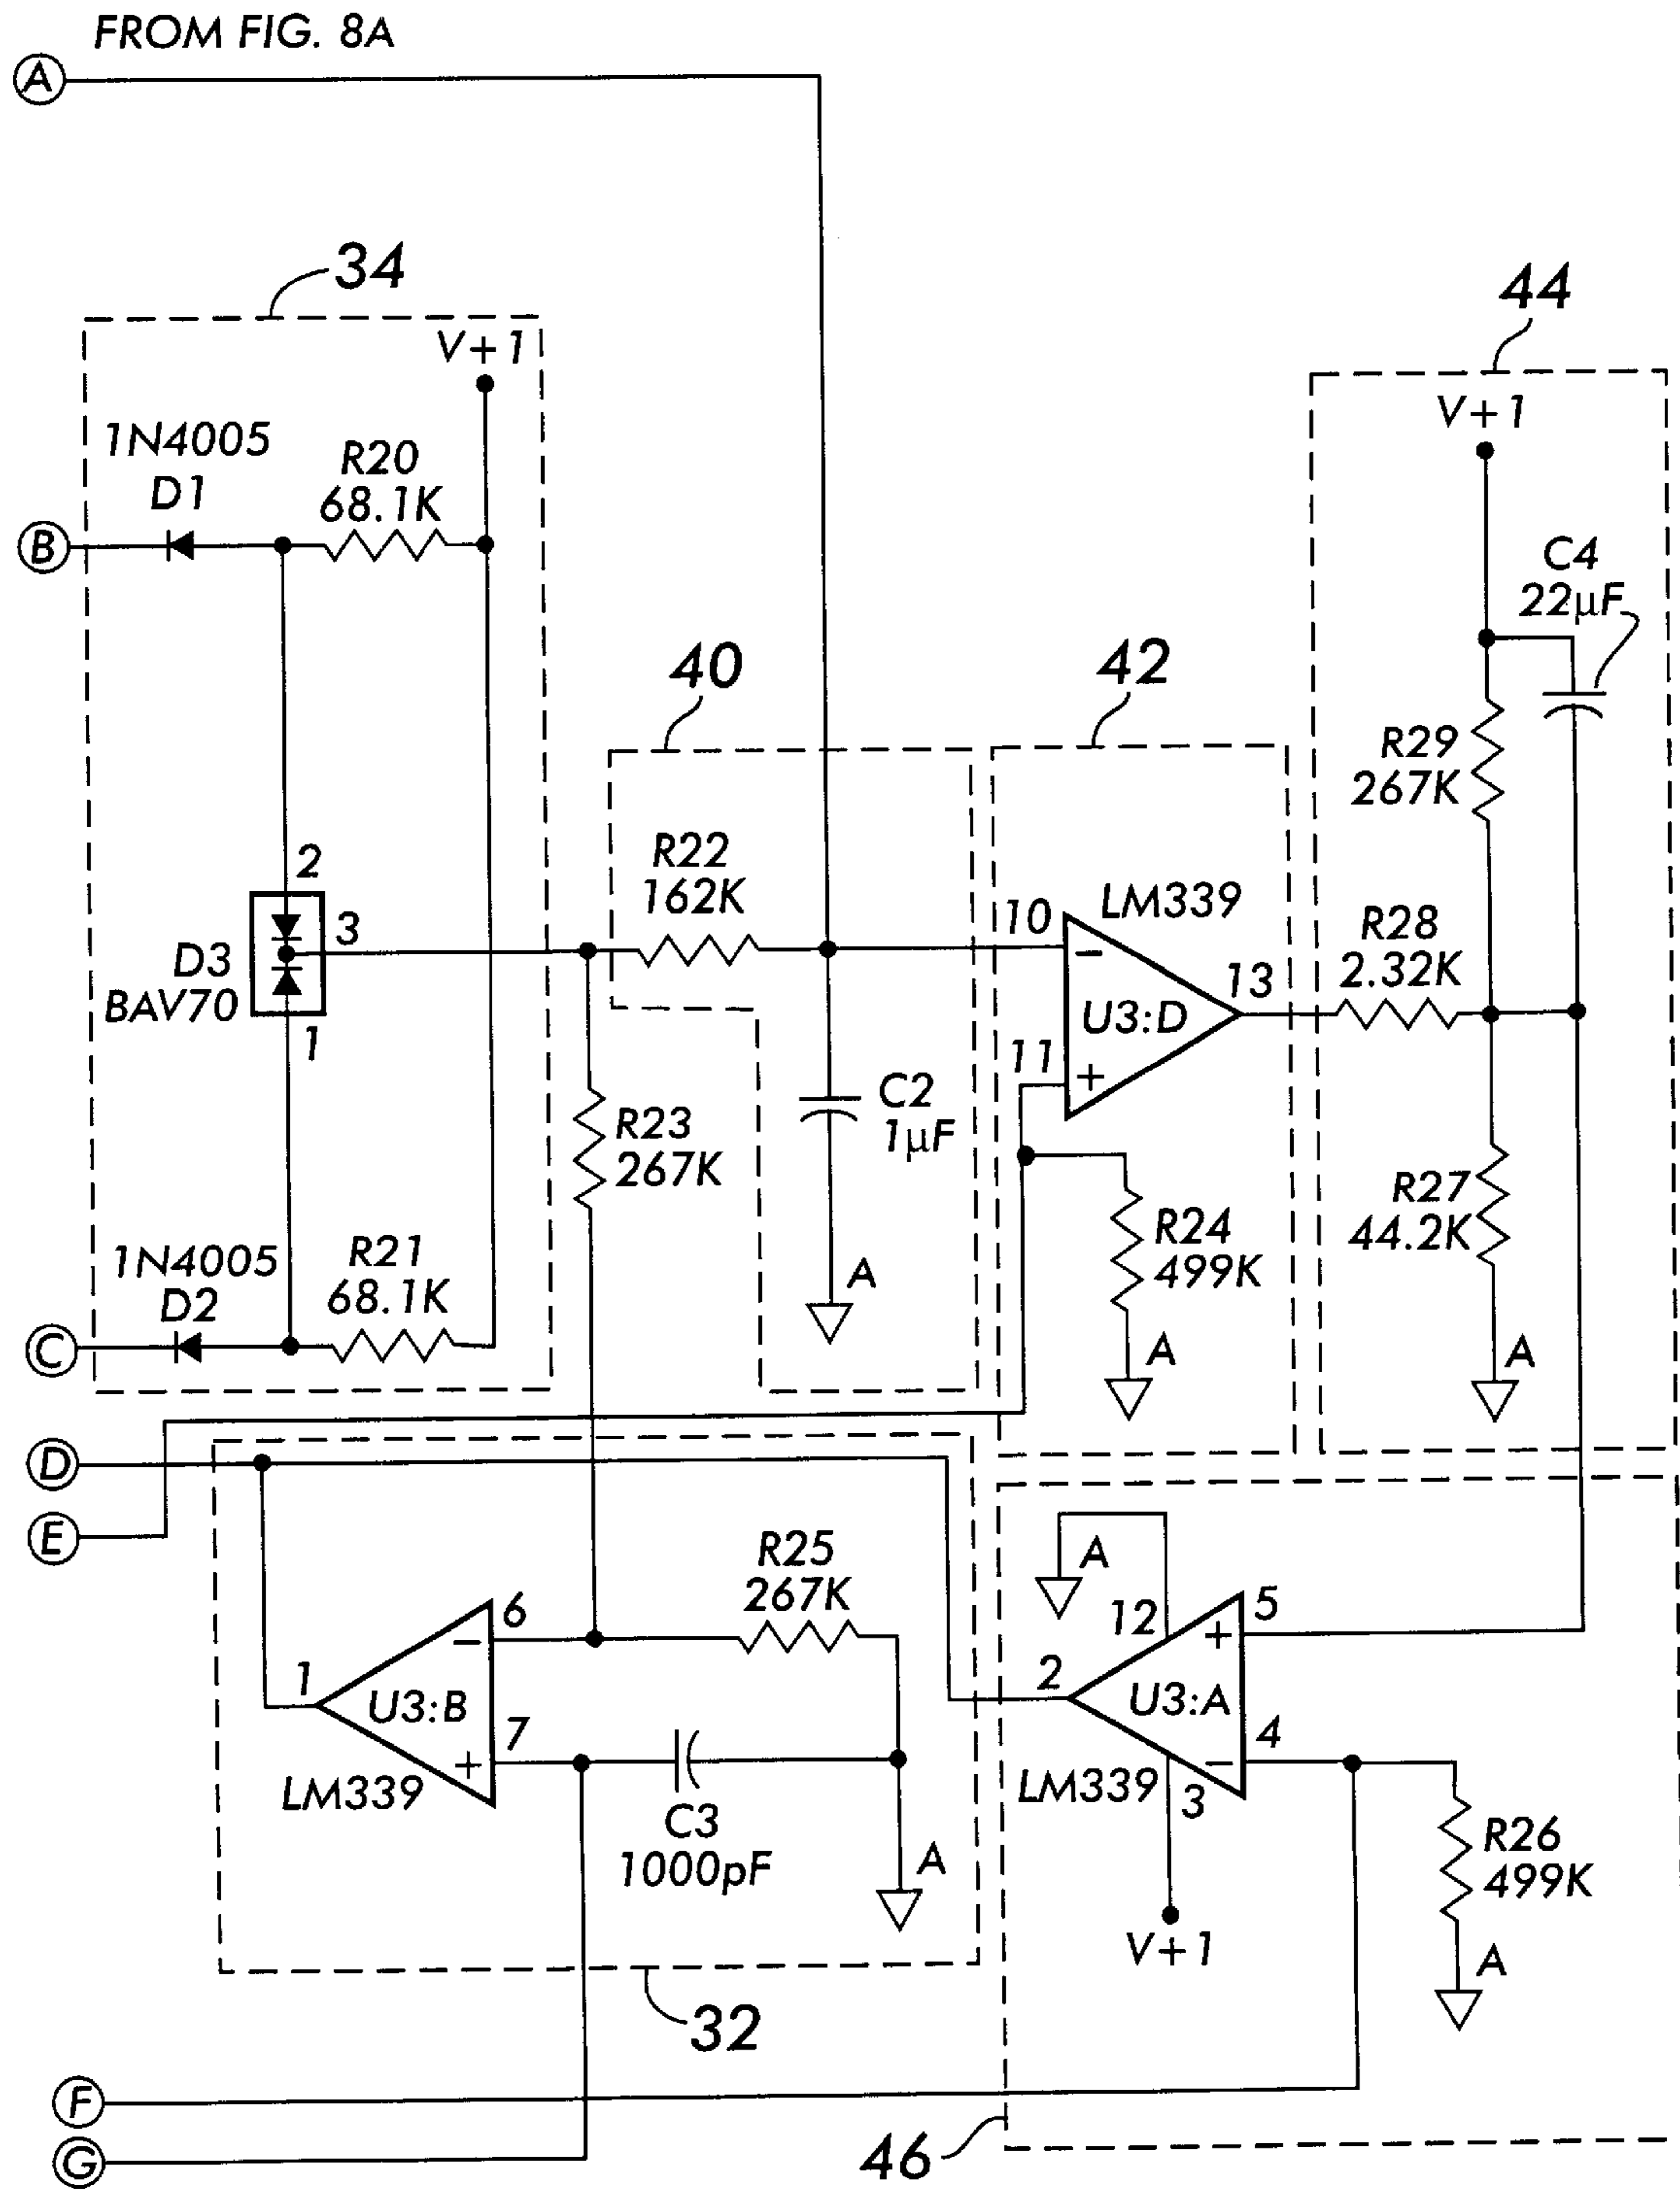 FROM FIG. 8A
A
34
44
V+1
V+1
1N4005
D1
R20
68.1K
B
C4
22µF
40
42
R29
267K
R22
162K
2
3
D3
BAV70
1
10
LM339
−
U3:D
13
11
+
R28
2.32K
C2
1µF
R23
267K
R24
499K
R27
44.2K
A
A
A
1N4005
D2
R21
68.1K
C
D
E
R25
267K
A
12
5
+
6
−
1
U3:B
7
+
LM339
2
U3:A
4
−
LM339
3
C3
1000pF
A
V+1
R26
499K
A
32
F
G
46